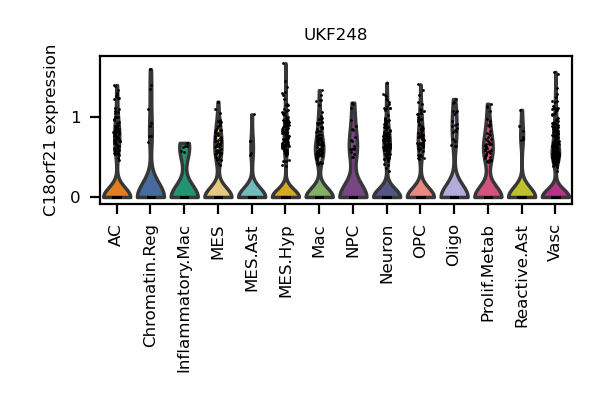 UKF248
C18orf21 expression
1
0
AC
Chromatin.Reg
Inflammatory.Mac
MES
MES.Ast
MES.Hyp
Mac
NPC
Neuron
OPC
Oligo
Prolif.Metab
Reactive.Ast
Vasc